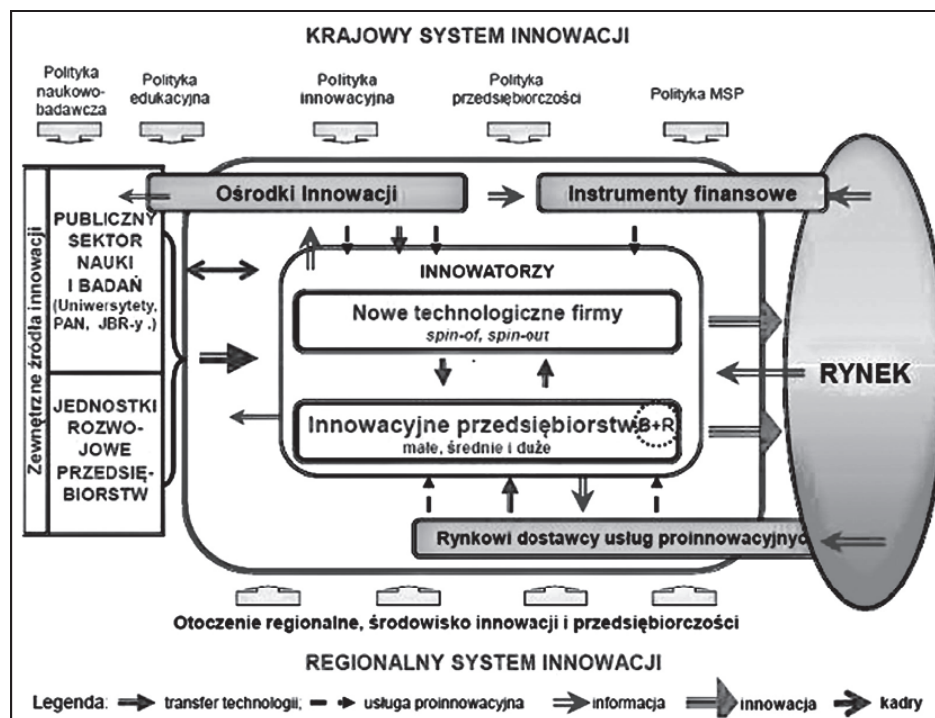 KRAJOWY SYSTEM INNOWACJI
Polityka
naukowo-
badawcza
Polityka
edukacyjna
Polityka
innowacyjna
Polityka
przedsiębiorczości
Polityka MSP
Ośrodki Innowacji
Instrumenty finansowe
Zewnętrzne źródła innowacji
PUBLICZNY
SEKTOR
NAUKI
I BADAŃ
(Uniwersytety,
PAN, JBR-y .)
JEDNOSTKI
ROZWO-
JOWE
PRZEDSIĘ-
BIORSTW
INNOWATORZY
Nowe technologiczne firmy
spin-of, spin-out
Innowacyjne przedsiębiorstwa
B+R
małe, średnie i duże
RYNEK
Rynkowi dostawcy usług proinnowacyjnych
Otoczenie regionalne, środowisko innowacji i przedsiębiorczości
REGIONALNY SYSTEM INNOWACJI
Legenda: transfer technologii; usługa proinnowacyjna informacja innowacja kadry